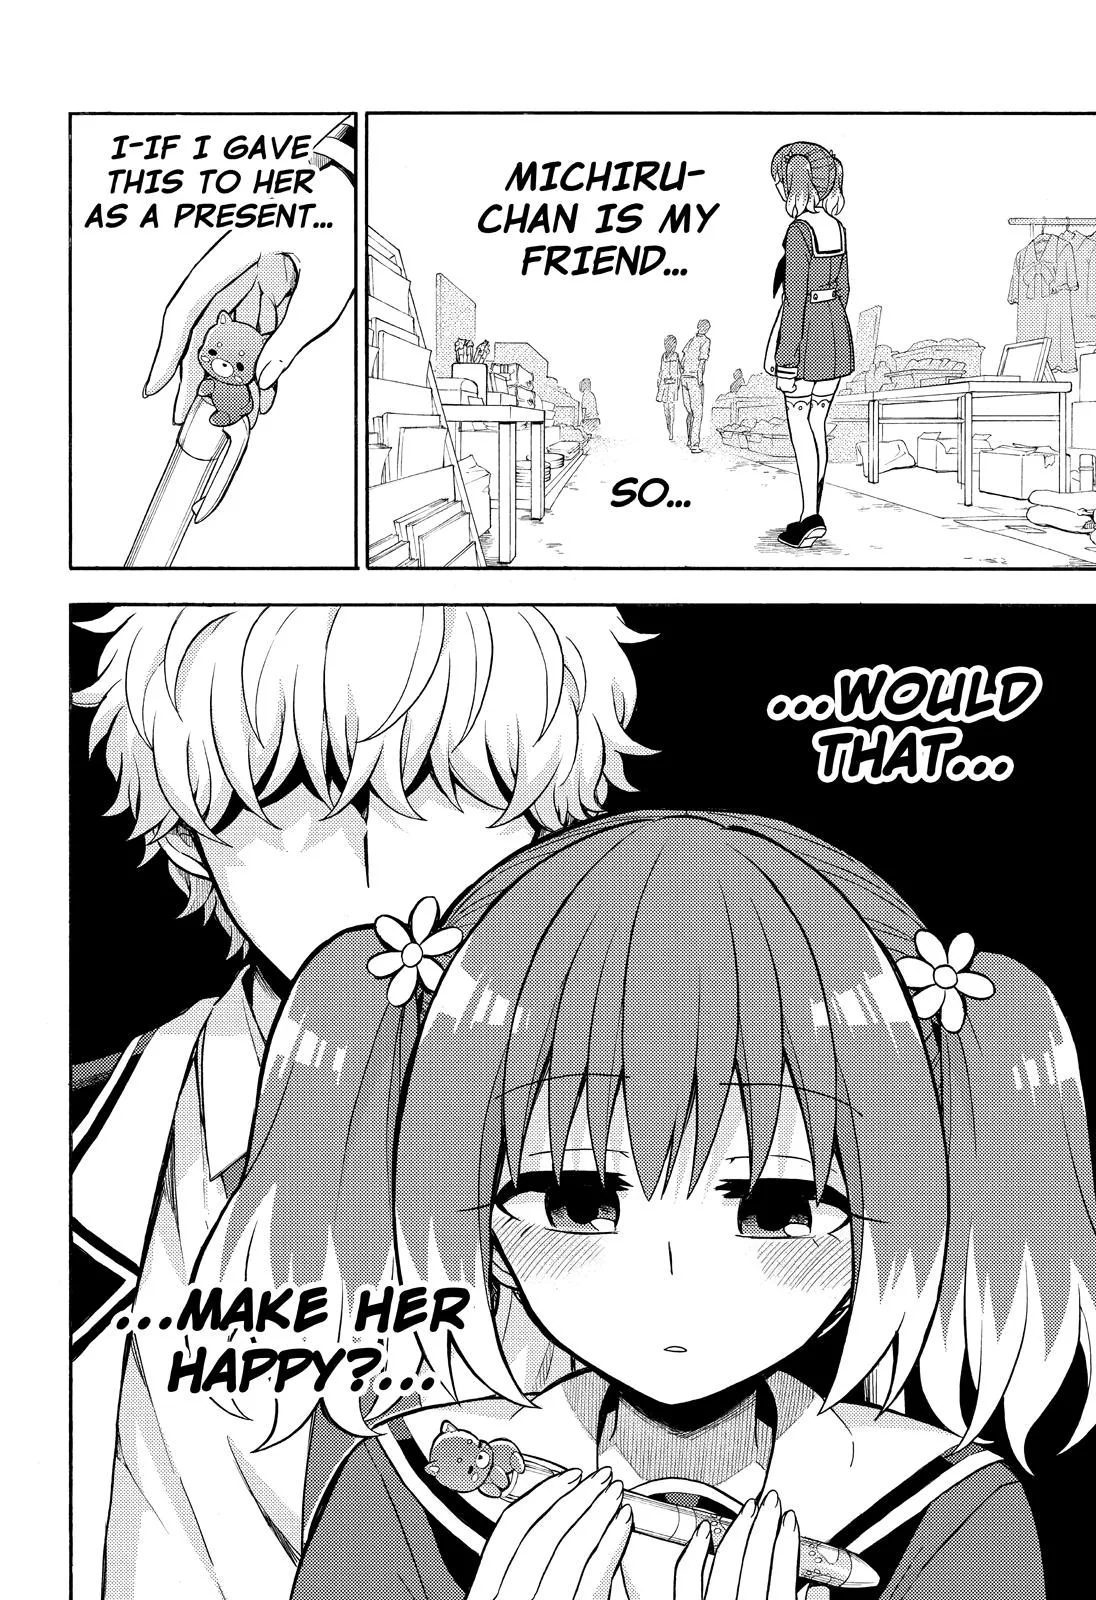 MICHIRU-
CHAN IS MY
FRIEND...
SO...
I-IF I GAVE
THIS TO HER
AS A PRESENT...
...WOULD
THAT...
...MAKE HER
HAPPY?...